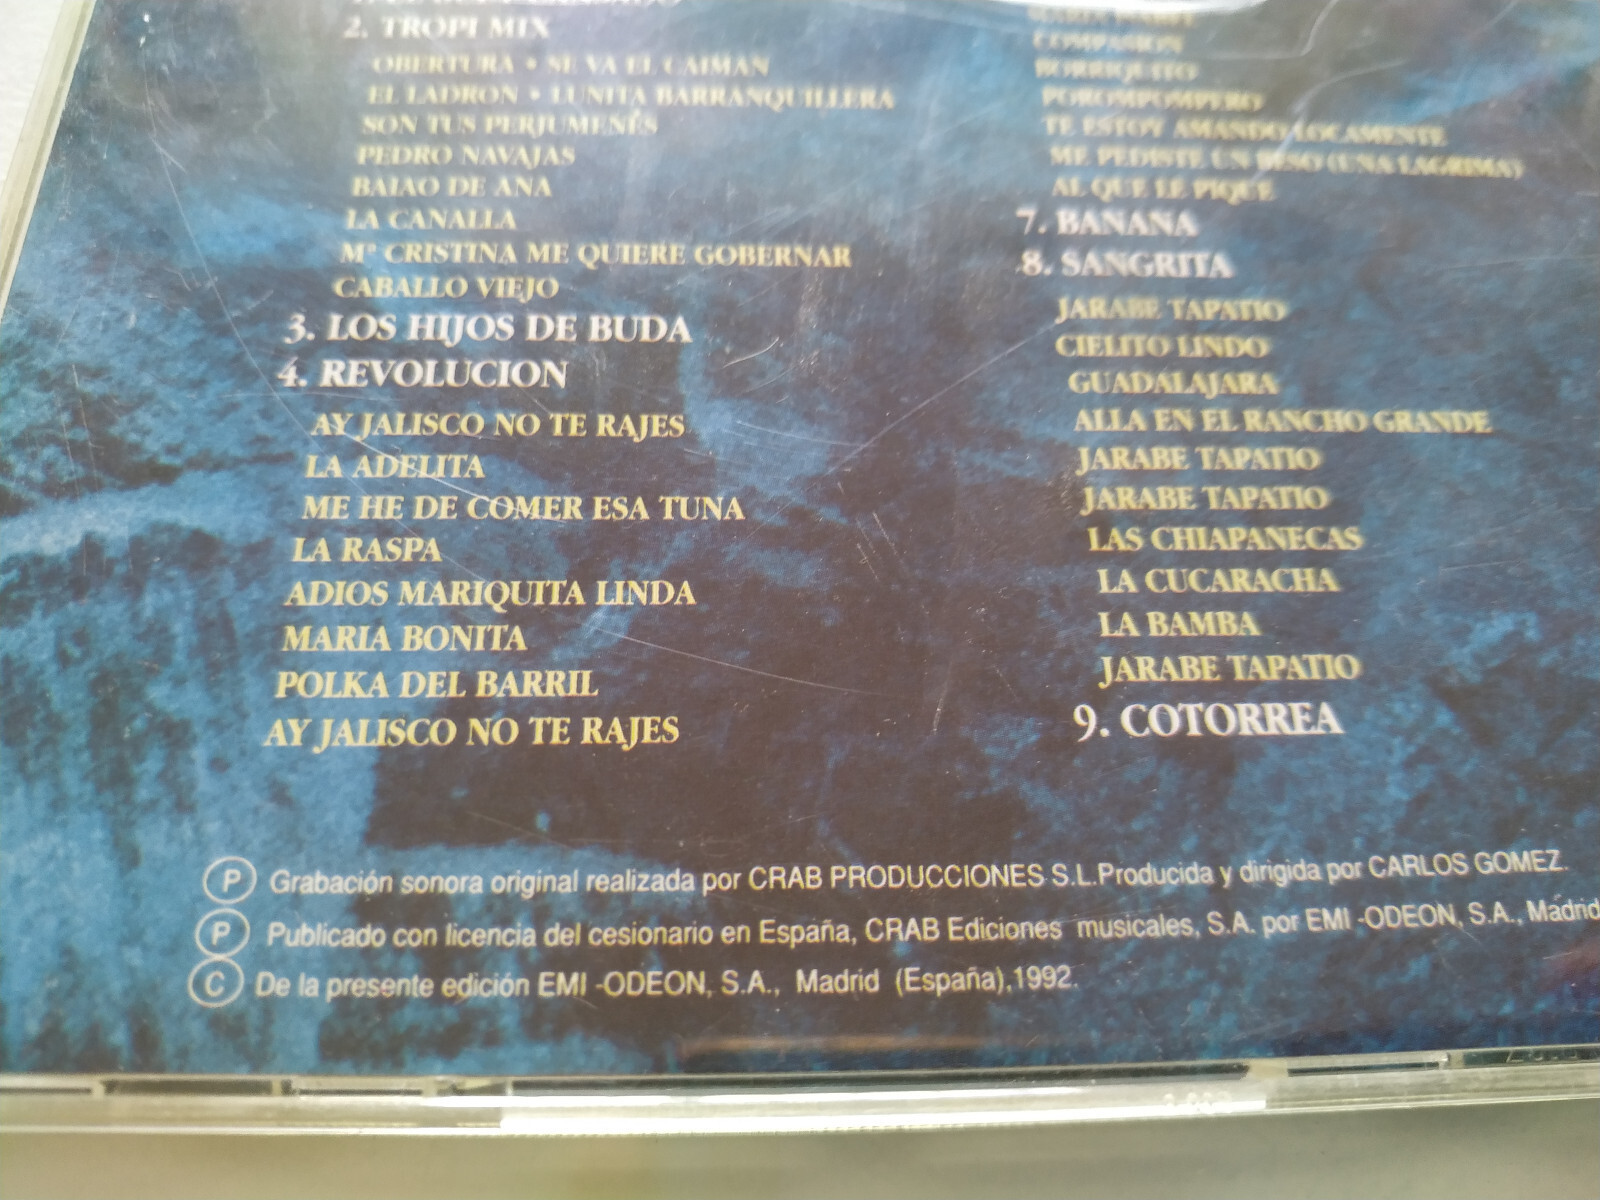 2. TROPI MIX
OBERTURA • SE VA EL CAIMAN
EL LADRON • LUNITA BARRANQUILLERA
SON TUS PERJUMENES
PEDRO NAVAJAS
BAIAO DE ANA
LA CANALLA
Mª CRISTINA ME QUIERE GOBERNAR
CABALLO VIEJO
3. LOS HIJOS DE BUDA
4. REVOLUCION
AY JALISCO NO TE RAJES
LA ADELITA
ME HE DE COMER ESA TUNA
LA RASPA
ADIOS MARIQUITA LINDA
MARIA BONITA
POLKA DEL BARRIL
AY JALISCO NO TE RAJES
COMPASION
BORRIQUITO
POROMPOMPERO
TE ESTOY AMANDO LOCAMENTE
ME PEDISTE UN BESO (UNA LAGRIMA)
AL QUE LE PIQUE
7. BANANA
8. SANGRITA
JARABE TAPATIO
CIELITO LINDO
GUADALAJARA
ALLA EN EL RANCHO GRANDE
JARABE TAPATIO
JARABE TAPATIO
LAS CHIAPANECAS
LA CUCARACHA
LA BAMBA
JARABE TAPATIO
9. COTORREA
Ⓟ Grabación sonora original realizada por CRAB PRODUCCIONES S.L.Producida y dirigida por CARLOS GOMEZ.
Ⓟ Publicado con licencia del cesionario en España, CRAB Ediciones musicales, S.A. por EMI -ODEON, S.A., Madrid
Ⓒ De la presente edición EMI -ODEON, S.A., Madrid (España),1992.